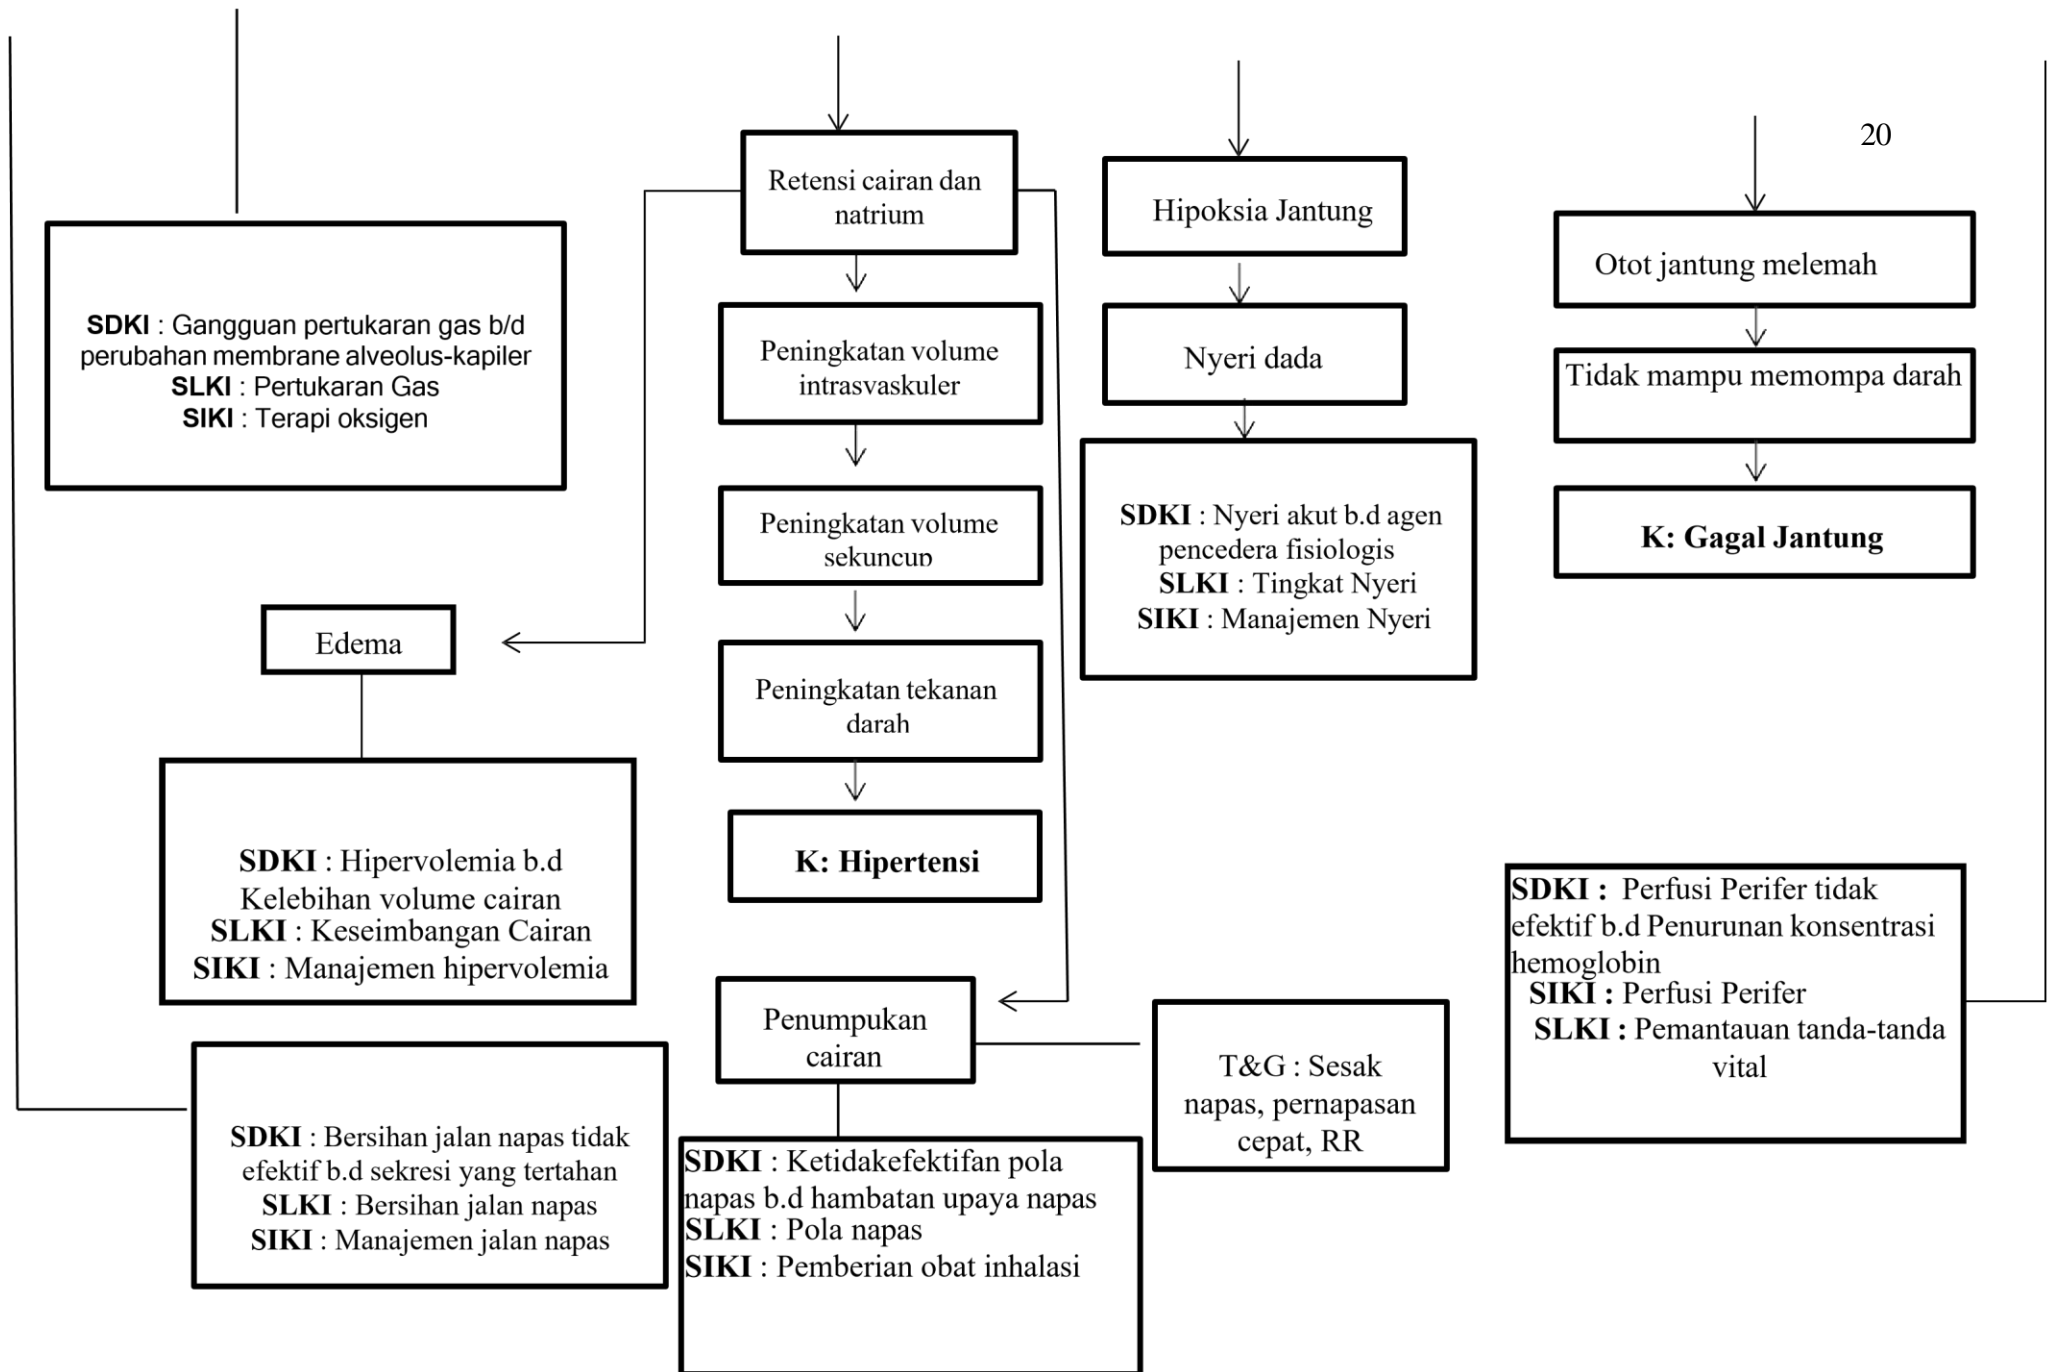 20
SDKI : Gangguan pertukaran gas b/d
perubahan membrane alveolus-kapiler
SLKI : Pertukaran Gas
SIKI : Terapi oksigen
Retensi cairan dan
natrium
Peningkatan volume
intrasvaskuler
Peningkatan volume
sekuncup
Peningkatan tekanan
darah
K: Hipertensi
Hipoksia Jantung
Nyeri dada
SDKI : Nyeri akut b.d agen
pencedera fisiologis
SLKI : Tingkat Nyeri
SIKI : Manajemen Nyeri
Otot jantung melemah
Tidak mampu memompa darah
K: Gagal Jantung
Edema
SDKI : Hipervolemia b.d
Kelebihan volume cairan
SLKI : Keseimbangan Cairan
SIKI : Manajemen hipervolemia
SDKI : Bersihan jalan napas tidak
efektif b.d sekresi yang tertahan
SLKI : Bersihan jalan napas
SIKI : Manajemen jalan napas
Penumpukan
cairan
SDKI : Ketidakefektifan pola
napas b.d hambatan upaya napas
SLKI : Pola napas
SIKI : Pemberian obat inhalasi
T&G : Sesak
napas, pernapasan
cepat, RR
SDKI : Perfusi Perifer tidak
efektif b.d Penurunan konsentrasi
hemoglobin
SIKI : Perfusi Perifer
SLKI : Pemantauan tanda-tanda
vital